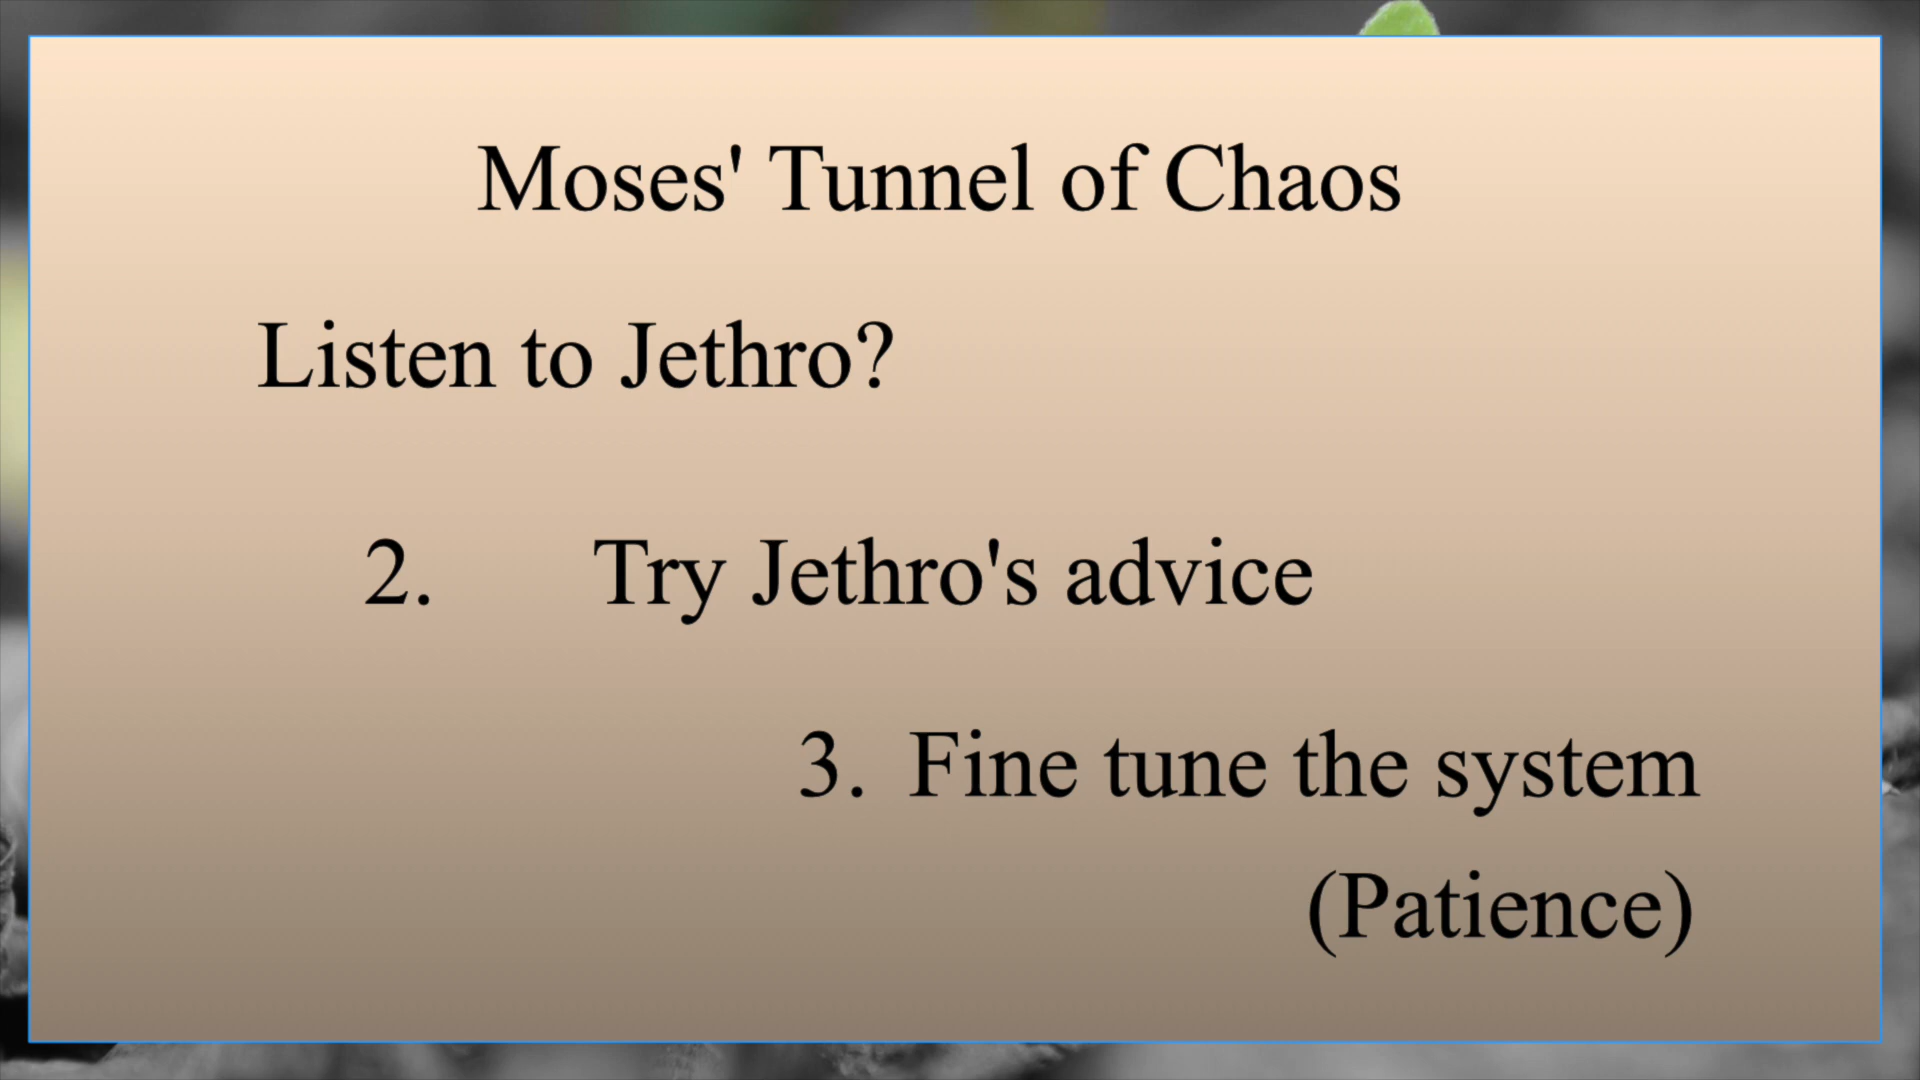 Moses' Tunnel of Chaos
Listen to Jethro?
2. Try Jethro's advice
3. Fine tune the system
(Patience)